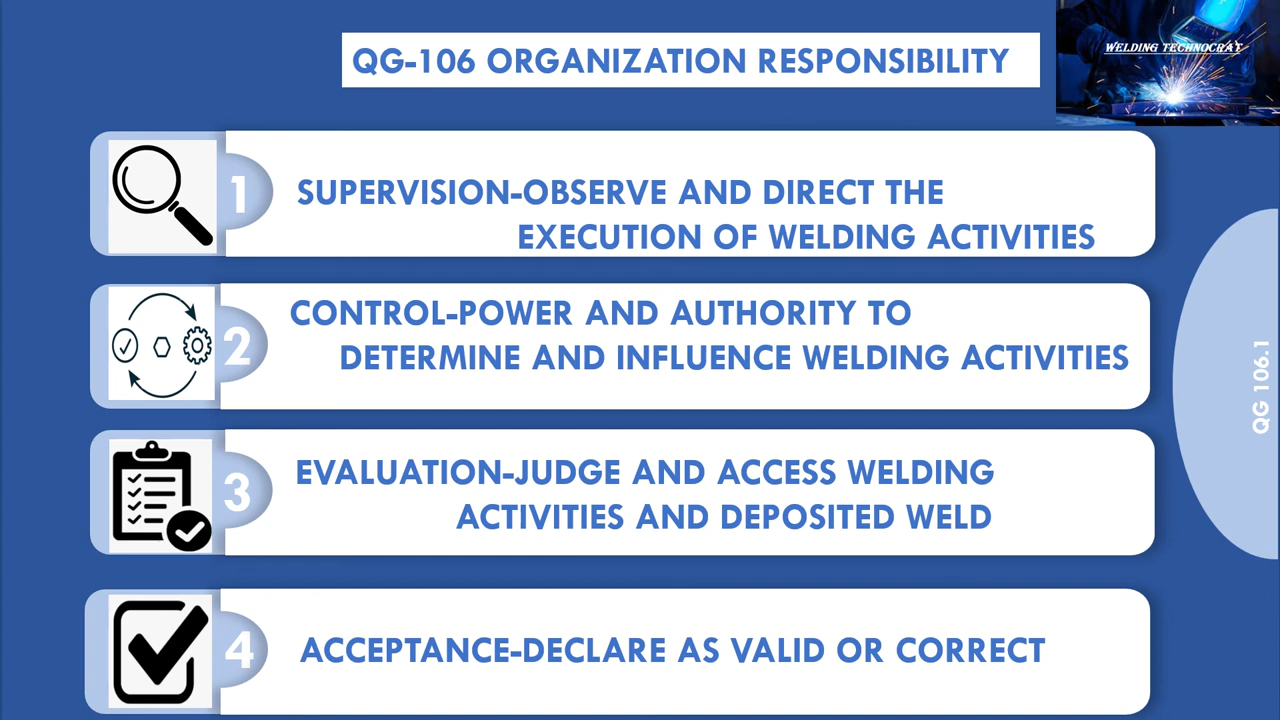 QG-106 ORGANIZATION RESPONSIBILITY
WELDING TECHNOCRAT
1
SUPERVISION-OBSERVE AND DIRECT THE
EXECUTION OF WELDING ACTIVITIES
2
CONTROL-POWER AND AUTHORITY TO
DETERMINE AND INFLUENCE WELDING ACTIVITIES
3
EVALUATION-JUDGE AND ACCESS WELDING
ACTIVITIES AND DEPOSITED WELD
4
ACCEPTANCE-DECLARE AS VALID OR CORRECT
QG 106.1